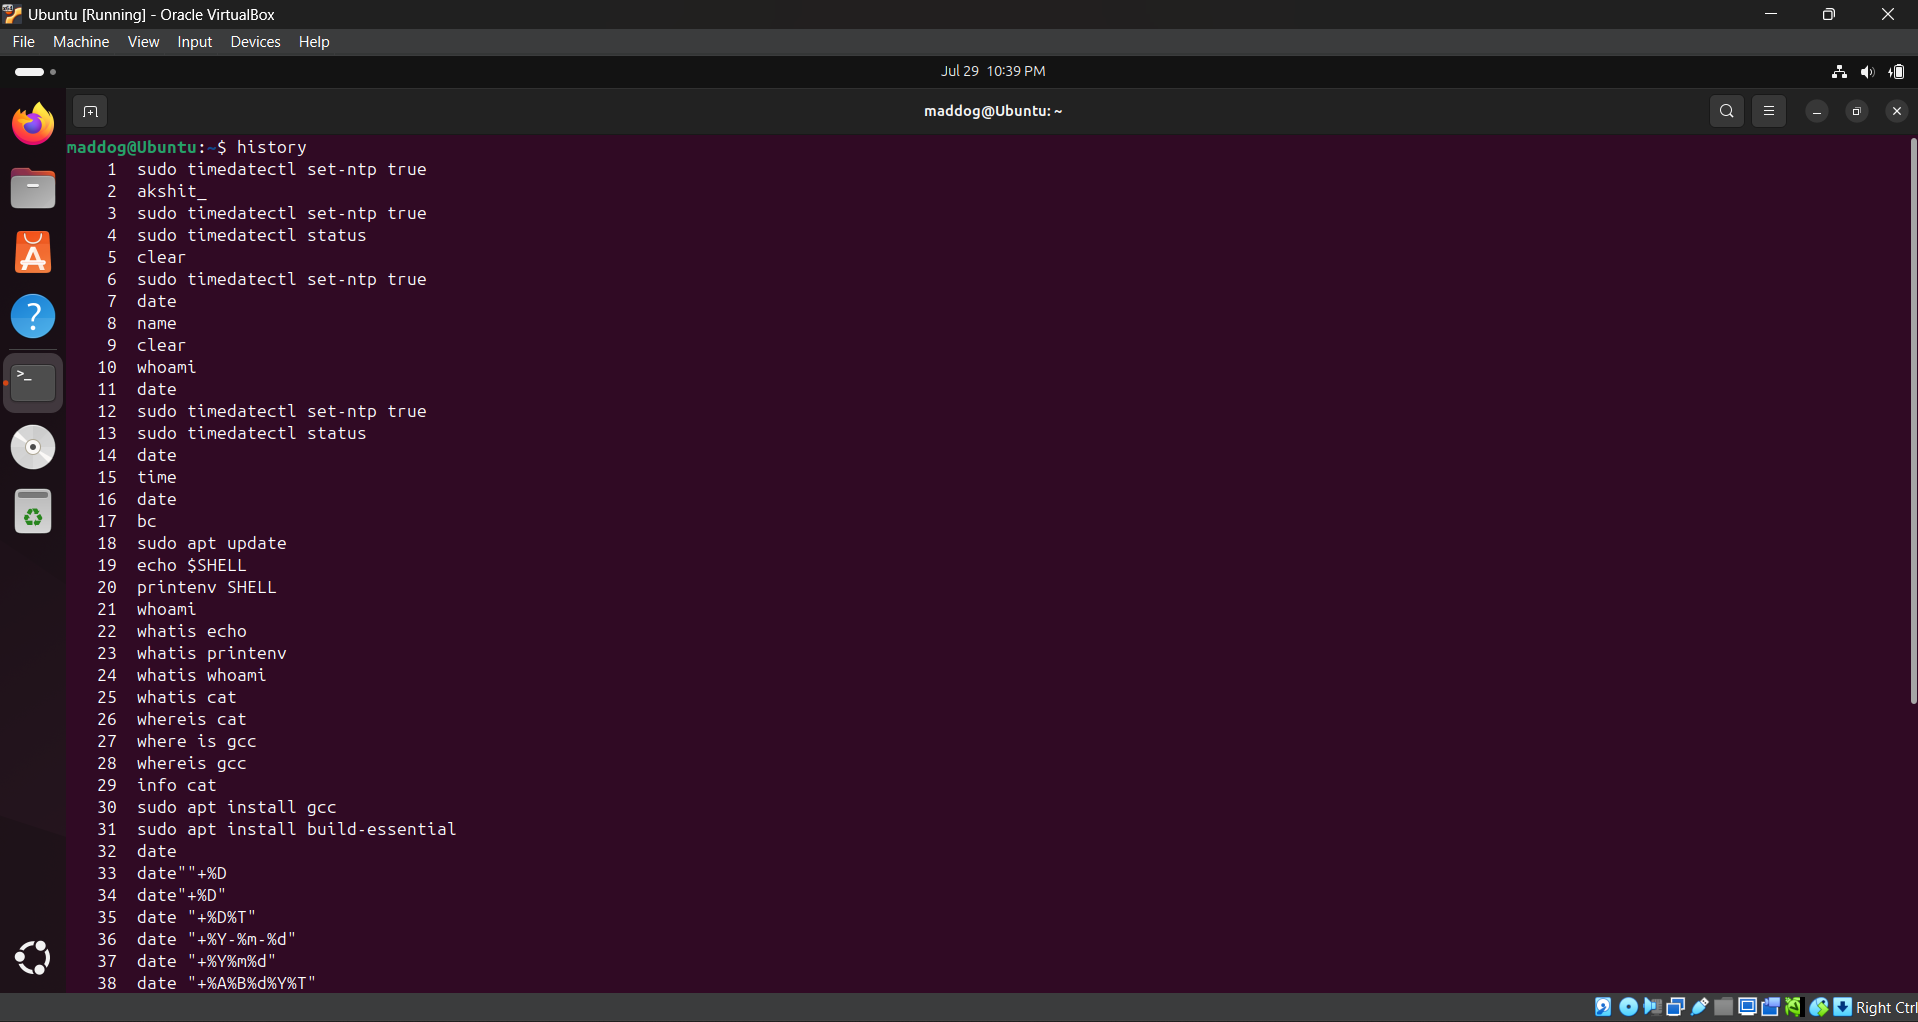 Ubuntu [Running] - Oracle VirtualBox
File Machine View Input Devices Help
Jul 29 10:39 PM
maddog@Ubuntu: ~
maddog@Ubuntu:~$ history
1 sudo timedatectl set-ntp true
2 akshit_
3 sudo timedatectl set-ntp true
4 sudo timedatectl status
5 clear
6 sudo timedatectl set-ntp true
7 date
8 name
9 clear
10 whoami
11 date
12 sudo timedatectl set-ntp true
13 sudo timedatectl status
14 date
15 time
16 date
17 bc
18 sudo apt update
19 echo $SHELL
20 printenv SHELL
21 whoami
22 whatis echo
23 whatis printenv
24 whatis whoami
25 whatis cat
26 whereis cat
27 where is gcc
28 whereis gcc
29 info cat
30 sudo apt install gcc
31 sudo apt install build-essential
32 date
33 date""+%D
34 date"+%D"
35 date "+%D%T"
36 date "+%Y-%m-%d"
37 date "+%Y%m%d"
38 date "+%A%B%d%Y%T"
Right Ctrl